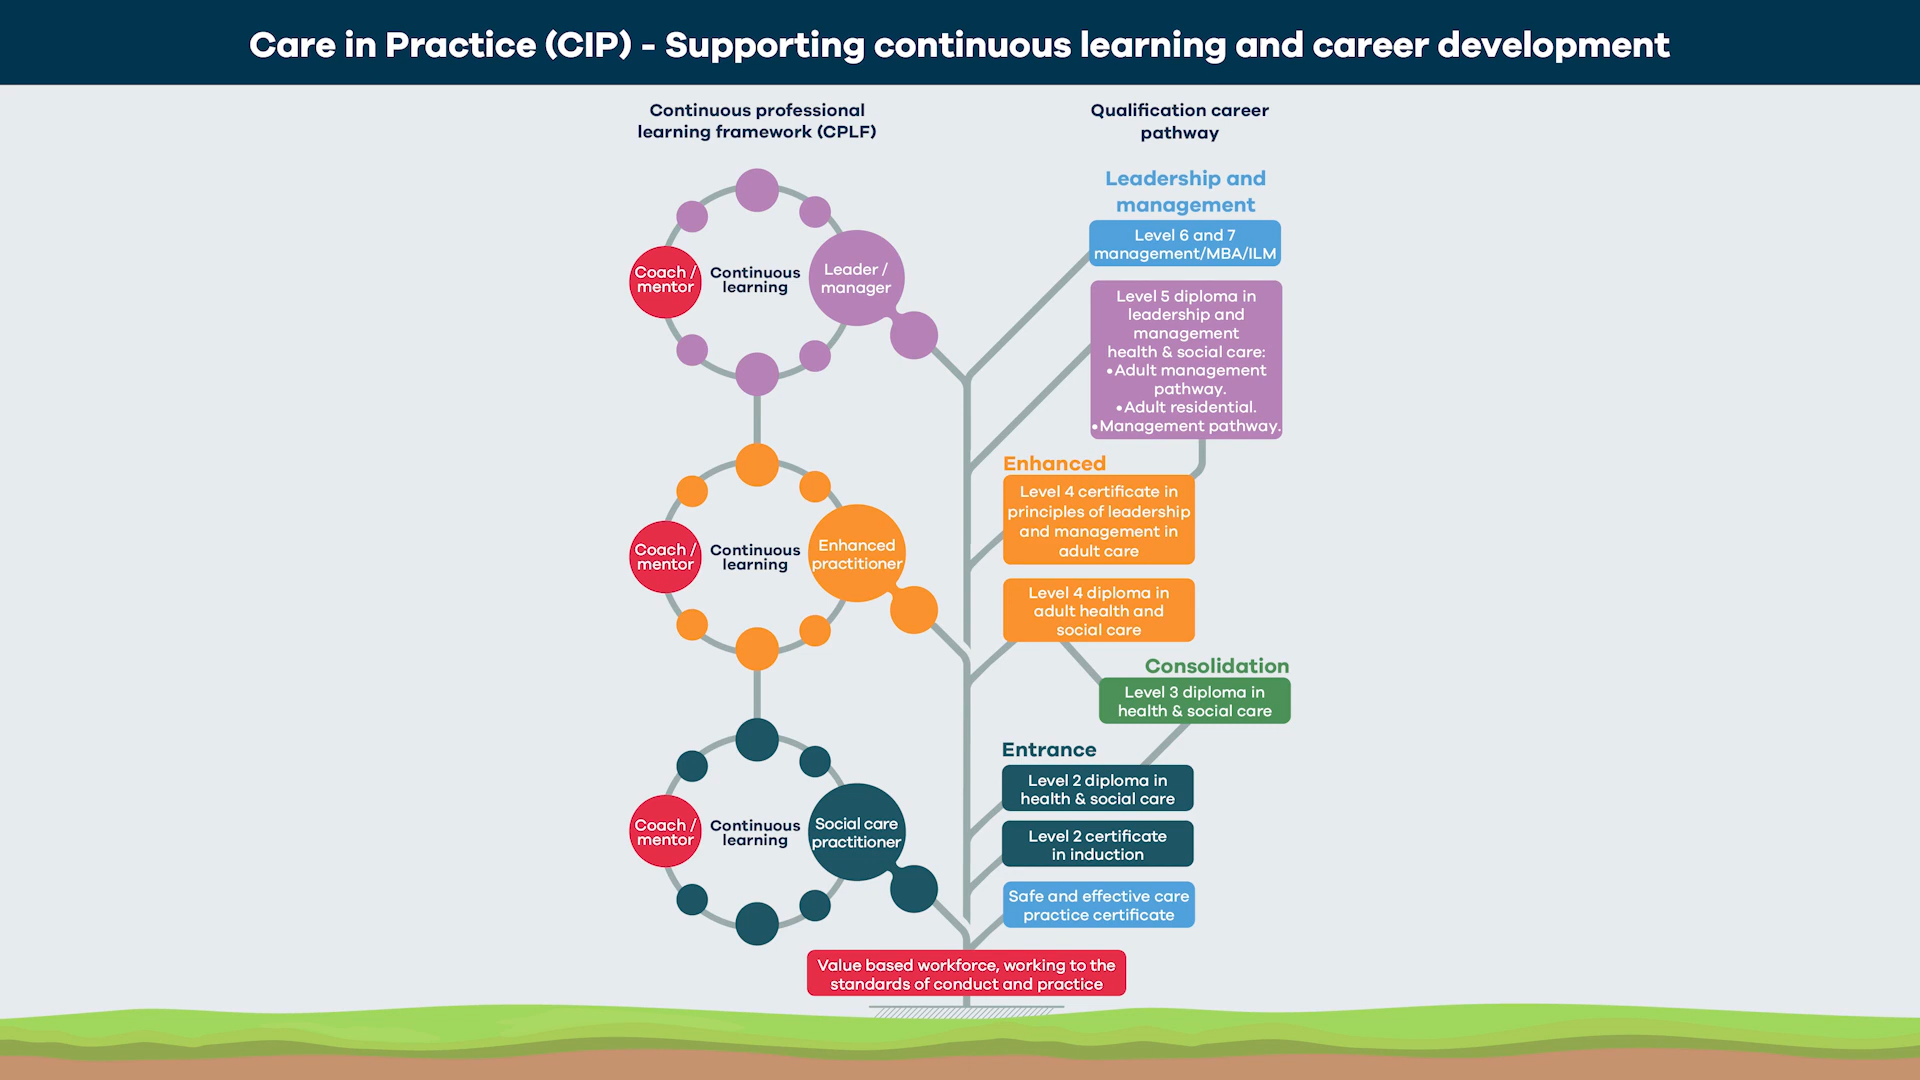 Care in Practice (CIP) - Supporting continuous learning and career development
Continuous professional
learning framework (CPLF)
Coach /
mentor
Continuous
learning
Leader /
manager
Coach /
mentor
Continuous
learning
Enhanced
practitioner
Coach /
mentor
Continuous
learning
Social care
practitioner
Qualification career
pathway
Leadership and
management
Level 6 and 7
management/MBA/ILM
Level 5 diploma in
leadership and
management
health & social care:
•Adult management
pathway.
•Adult residential.
•Management pathway.
Enhanced
Level 4 certificate in
principles of leadership
and management in
adult care
Level 4 diploma in
adult health and
social care
Consolidation
Level 3 diploma in
health & social care
Entrance
Level 2 diploma in
health & social care
Level 2 certificate
in induction
Safe and effective care
practice certificate
Value based workforce, working to the
standards of conduct and practice